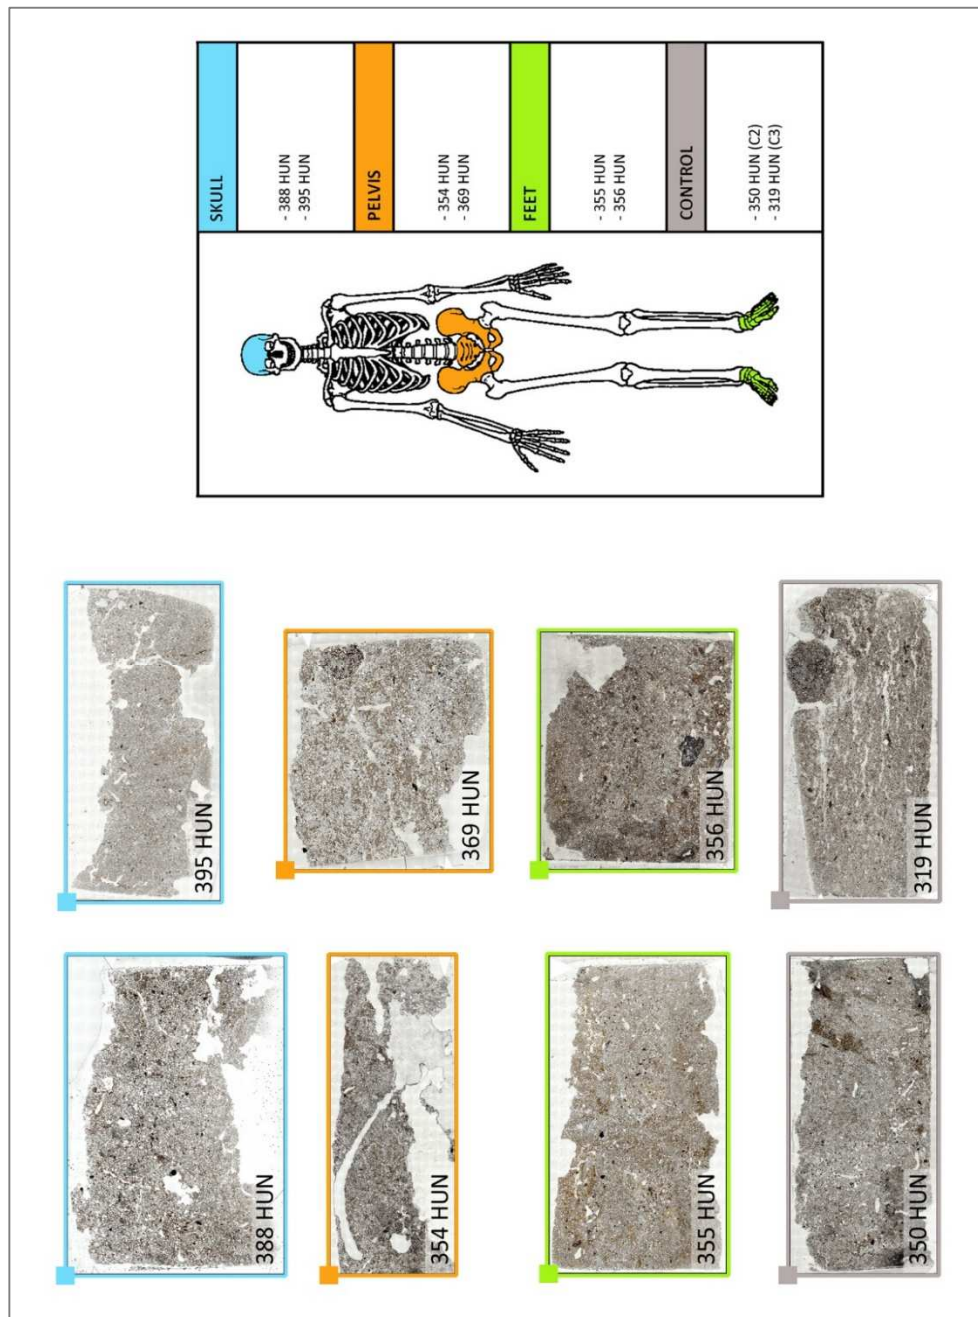 SKULL
- 388 HUN
- 395 HUN
PELVIS
- 354 HUN
- 369 HUN
FEET
- 355 HUN
- 356 HUN
CONTROL
- 350 HUN (C2)
- 319 HUN (C3)
395 HUN
369 HUN
356 HUN
319 HUN
388 HUN
354 HUN
355 HUN
350 HUN